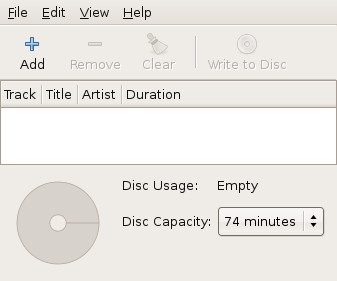 File Edit View Help
Add Remove Clear Write to Disc
Track Title Artist Duration
Disc Usage: Empty
Disc Capacity: 74 minutes